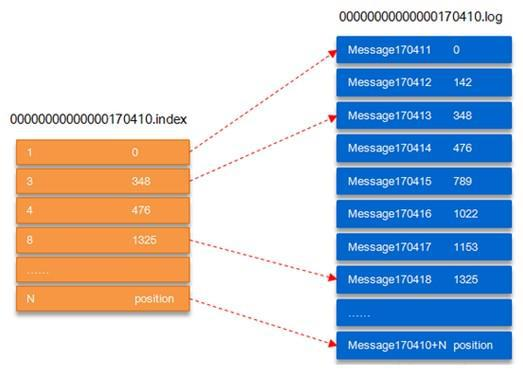 00000000000000170410.log
Message170411 0
Message170412 142
Message170413 348
Message170414 476
Message170415 789
Message170416 1022
Message170417 1153
Message170418 1325
……
Message170410+N position
00000000000000170410.index
1 0
3 348
4 476
8 1325
……
N position